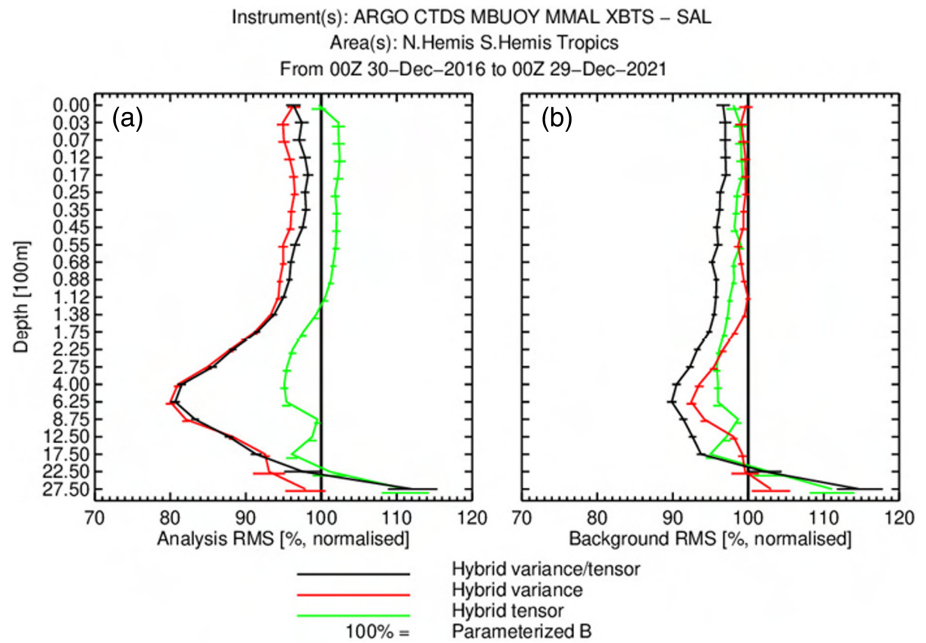 Instrument(s): ARGO CTDS MBUOY MMAL XBTS − SAL
Area(s): N.Hemis S.Hemis Tropics
From 00Z 30−Dec−2016 to 00Z 29−Dec−2021
(a)
(b)
Depth [100m]
0.00
0.03
0.07
0.12
0.17
0.25
0.35
0.45
0.55
0.68
0.88
1.12
1.38
1.75
2.25
2.75
4.00
6.25
8.75
12.50
17.50
22.50
27.50
70 80 90 100 110 120
70 80 90 100 110 120
Analysis RMS [%, normalised]
Background RMS [%, normalised]
Hybrid variance/tensor
Hybrid variance
Hybrid tensor
100% = Parameterized B